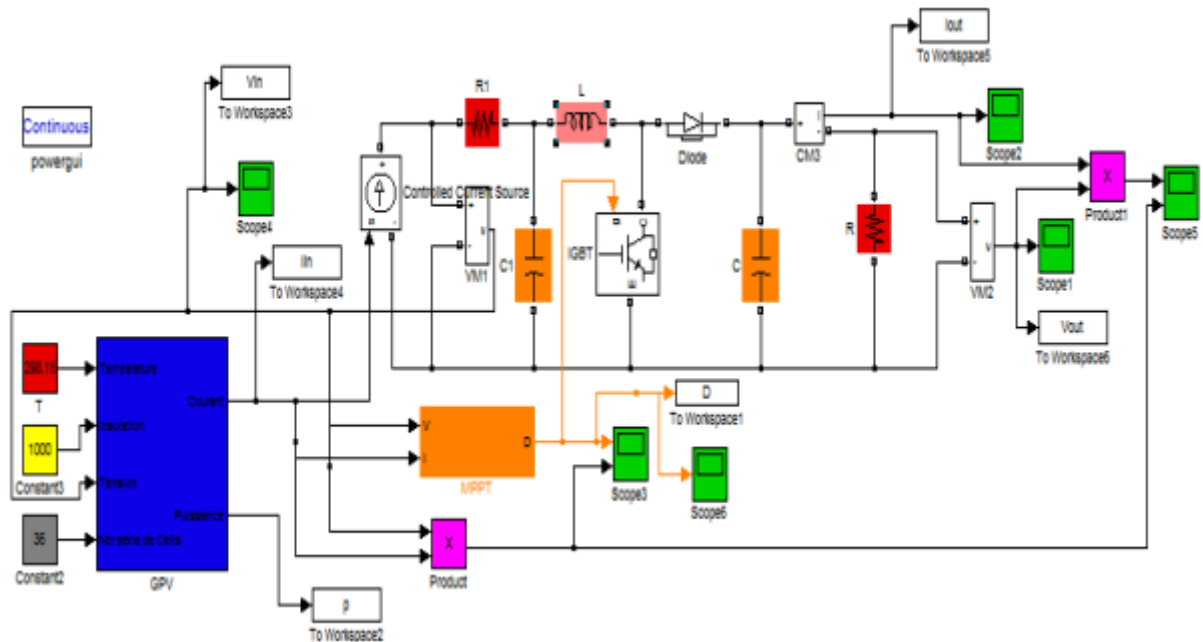 Iout
To Workspace5
Vin
To Workspace3
R1
L
Continuous
powergui
Diode
CM3
Scope2
Product1
Scope5
Controlled Current Source
Scope4
VM1
C1
IGBT
C
R
VM2
Scope1
Iin
To Workspace4
Vout
To Workspace6
298.15
T
Temperature
Courant
D
To Workspace1
1000
Constant3
Insolation
V
I
D
MPPT
Scope3
Scope6
Tension
Puissance
36
Constant2
Nbr série de Cells
GPV
X
Product
X
p
To Workspace2